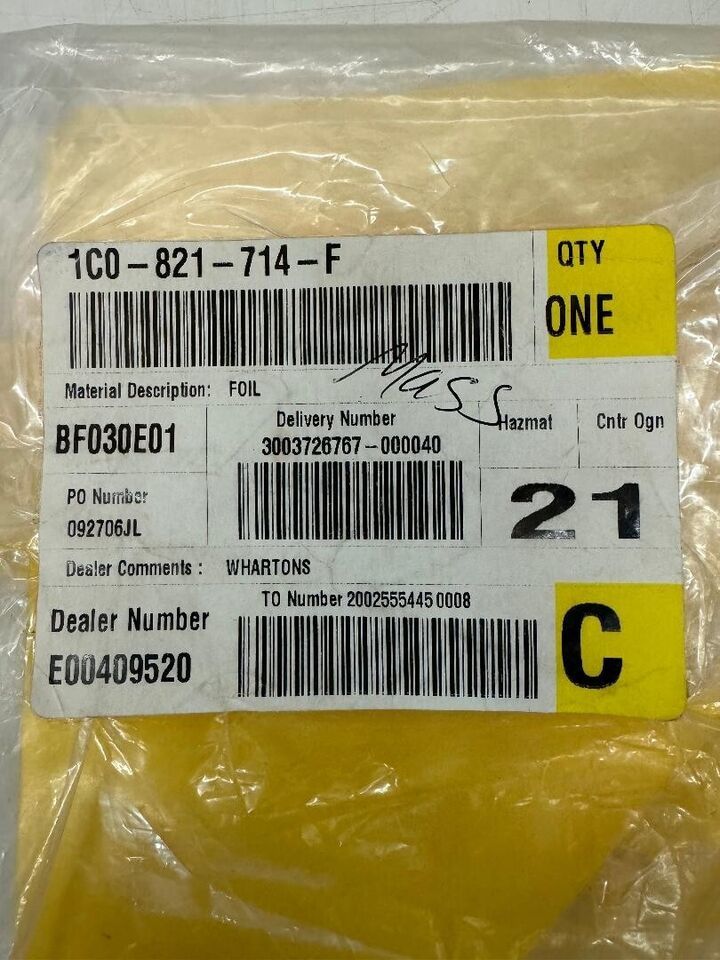 1C0-821-714-F
QTY
ONE
Material Description: FOIL
Mass
BF030E01
Delivery Number
3003726767-000040
Hazmat
Cntr Ogn
PO Number
092706JL
21
Dealer Comments : WHARTONS
Dealer Number
E00409520
TO Number 2002555445 0008
C